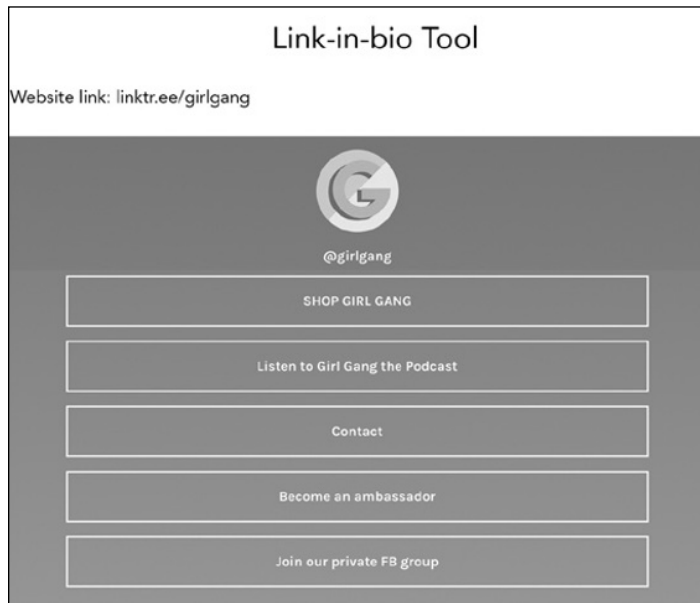 Link-in-bio Tool
Website link: linktr.ee/girlgang
G
@girlgang
SHOP GIRL GANG
Listen to Girl Gang the Podcast
Contact
Become an ambassador
Join our private FB group